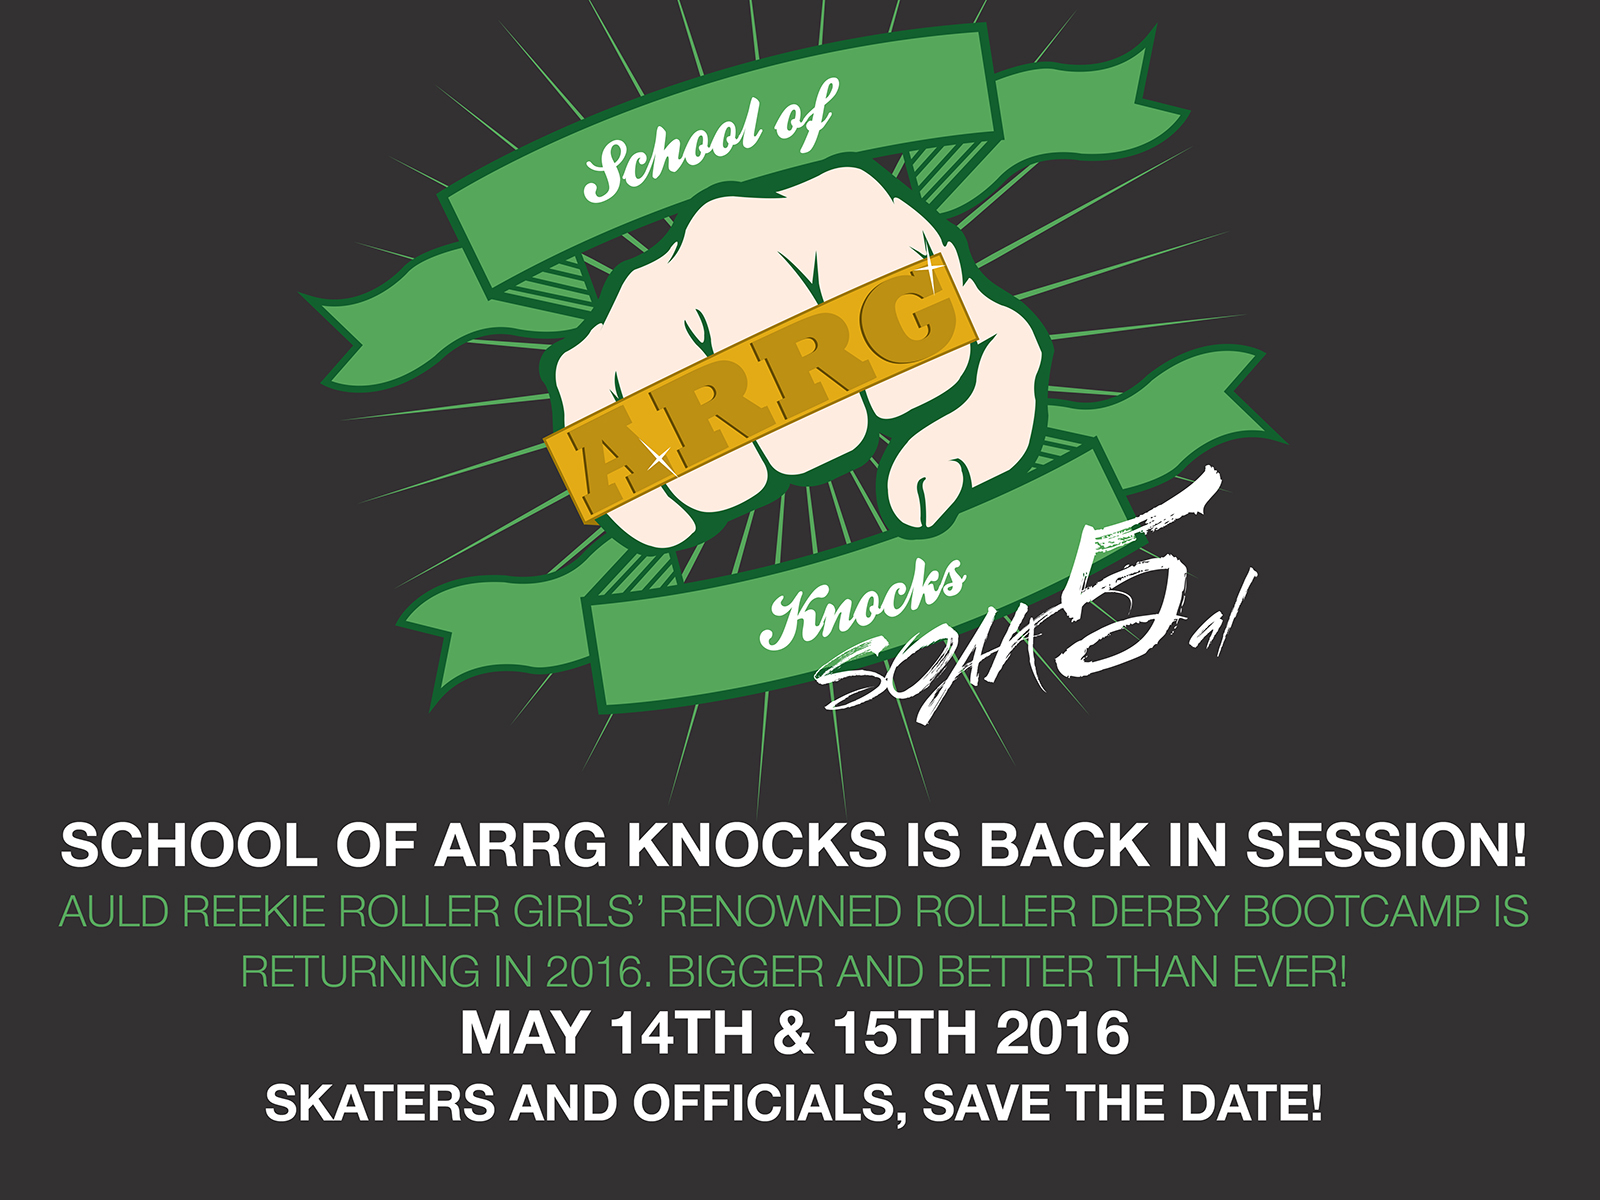 School of
ARRG
Knocks
SOAK 5 al
SCHOOL OF ARRG KNOCKS IS BACK IN SESSION!
AULD REEKIE ROLLER GIRLS’ RENOWNED ROLLER DERBY BOOTCAMP IS
RETURNING IN 2016. BIGGER AND BETTER THAN EVER!
MAY 14TH & 15TH 2016
SKATERS AND OFFICIALS, SAVE THE DATE!